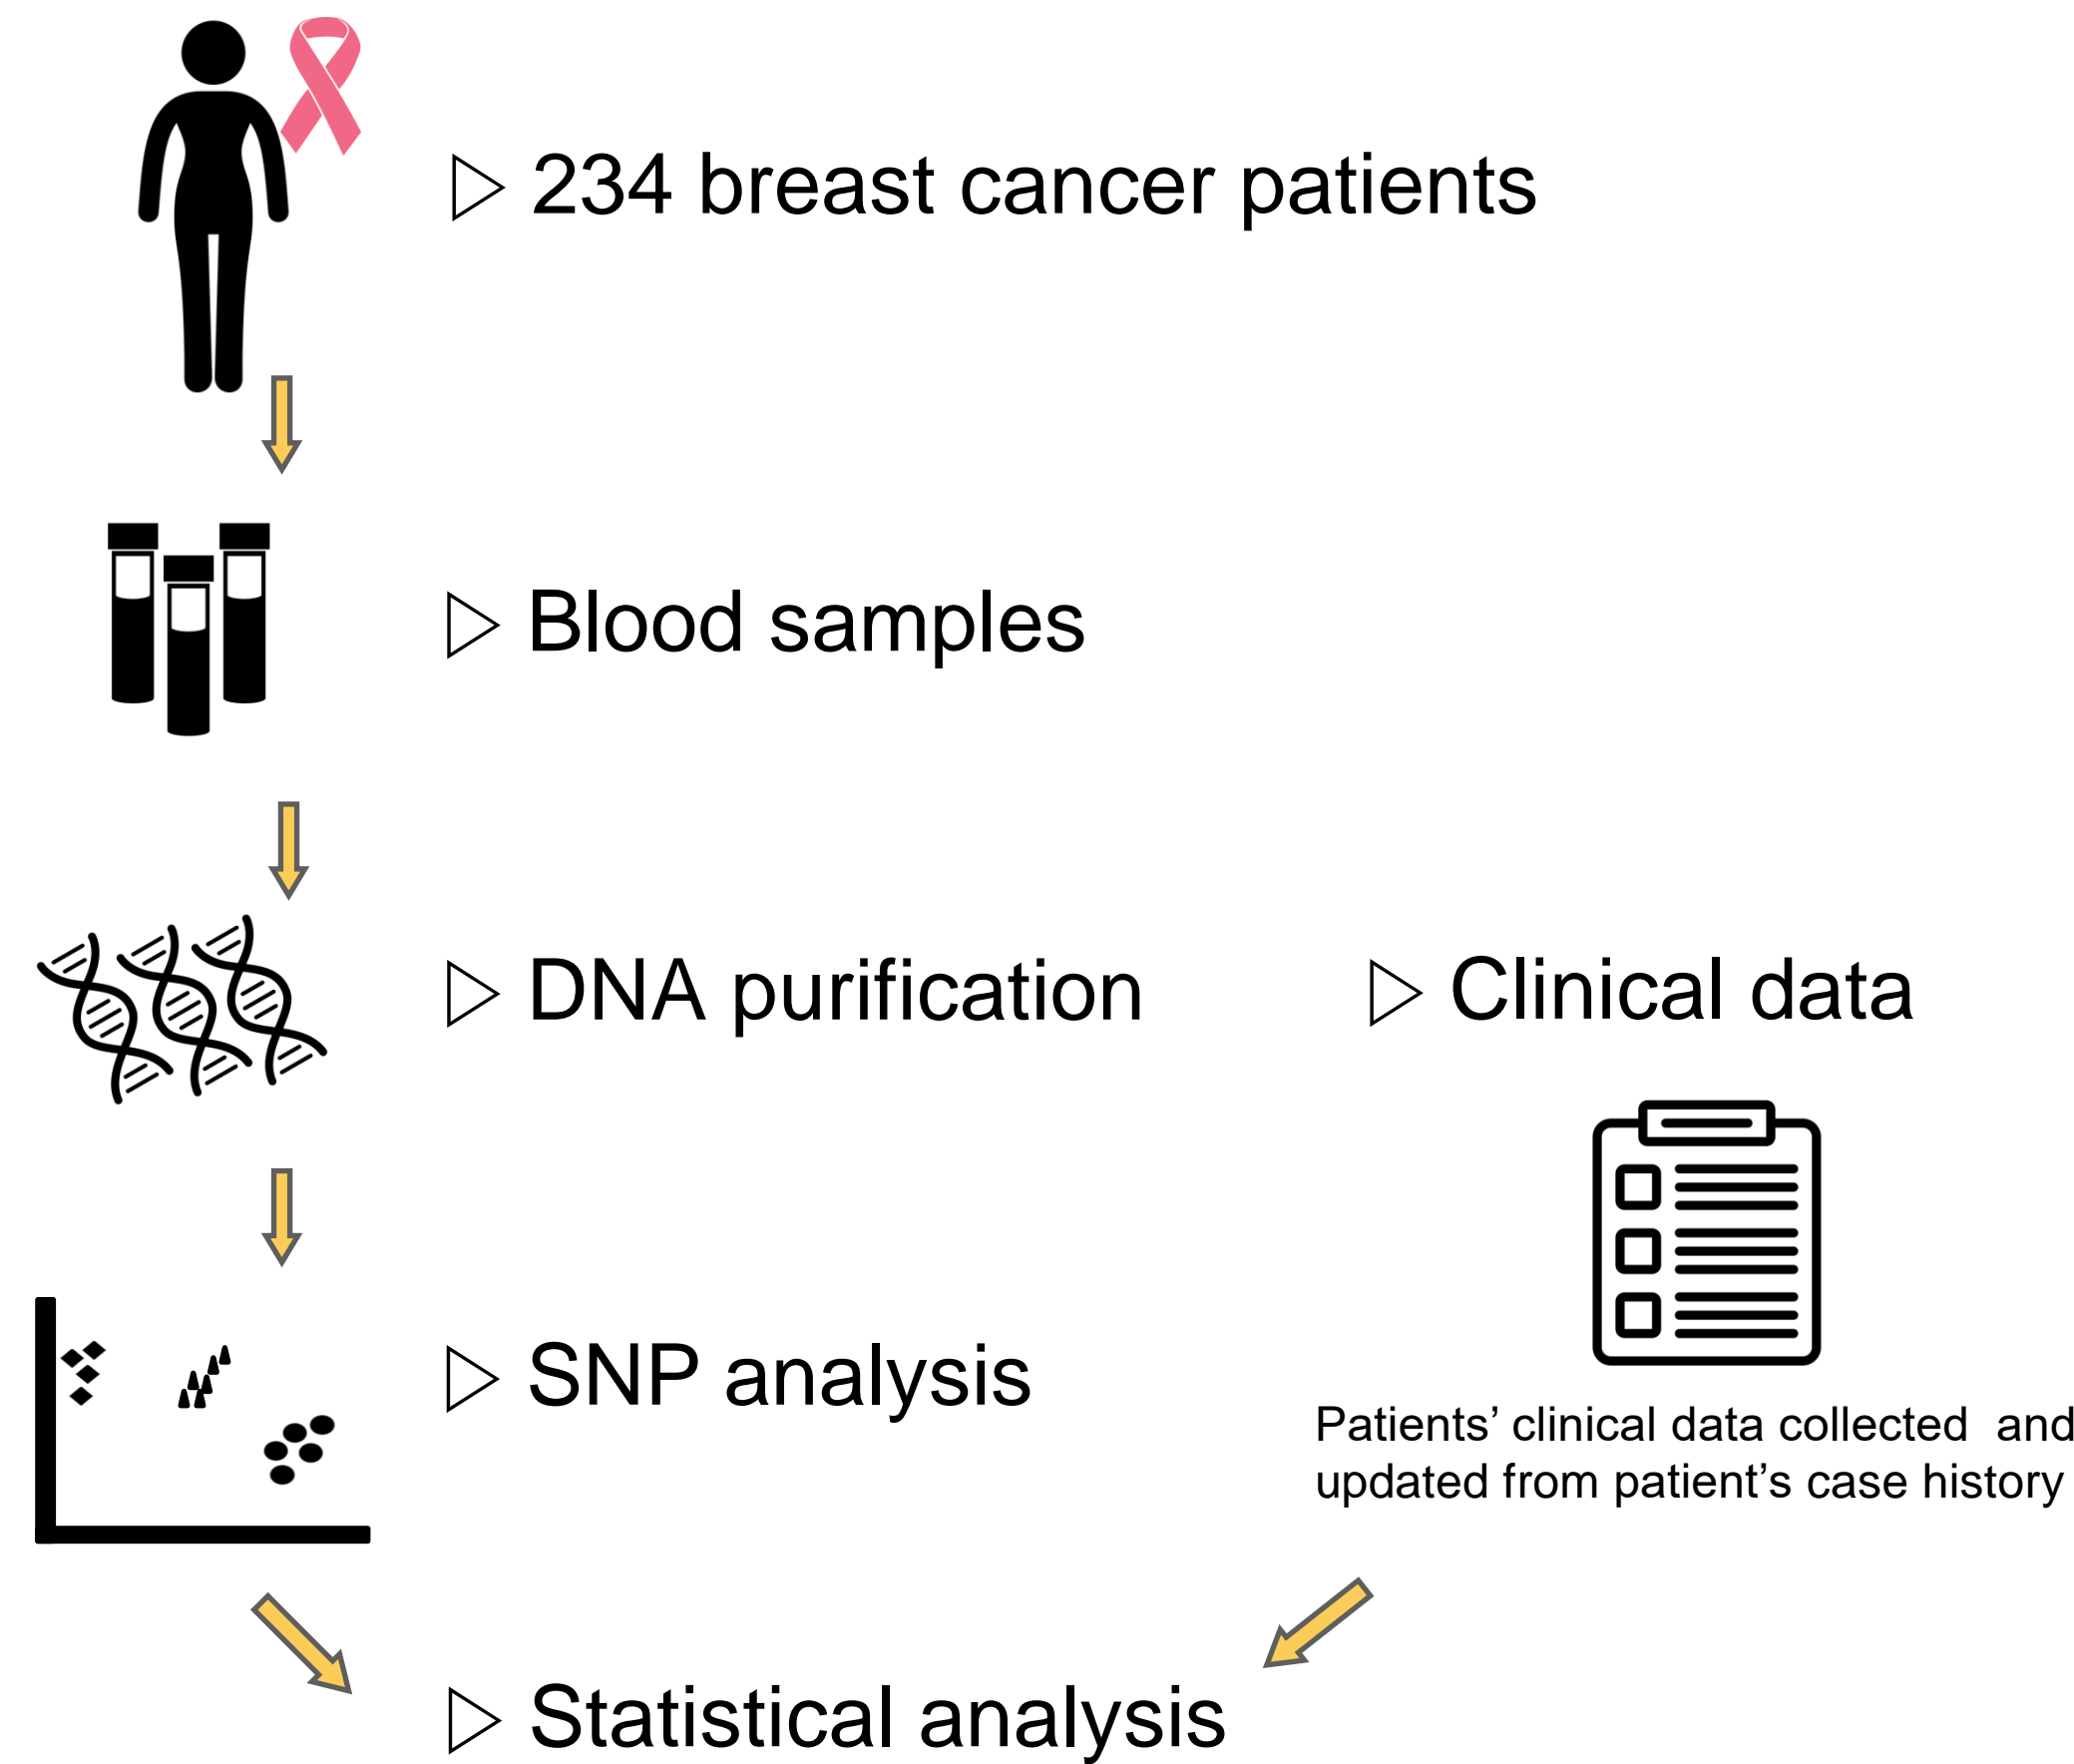 234 breast cancer patients
Blood samples
DNA purification
Clinical data
SNP analysis
Patients’ clinical data collected and
updated from patient’s case history
Statistical analysis